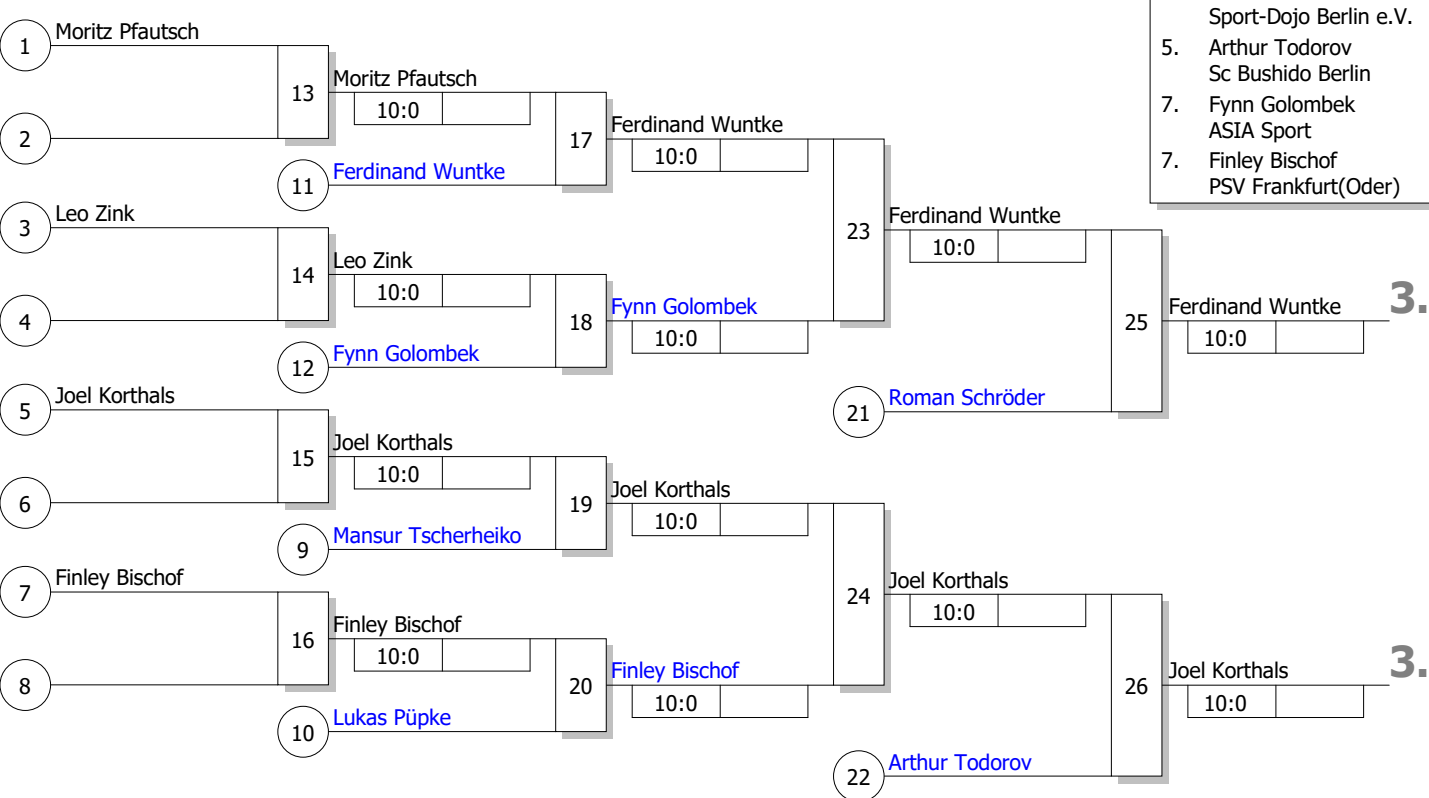 Sport-Dojo Berlin e.V.
5. Arthur Todorov
Sc Bushido Berlin
7. Fynn Golombek
ASIA Sport
7. Finley Bischof
PSV Frankfurt(Oder)
1 Moritz Pfautsch
2
13 Moritz Pfautsch
10:0
11 Ferdinand Wuntke
17 Ferdinand Wuntke
10:0
3 Leo Zink
4
14 Leo Zink
10:0
12 Fynn Golombek
18 Fynn Golombek
10:0
23 Ferdinand Wuntke
10:0
21 Roman Schröder
25 Ferdinand Wuntke 3.
10:0
5 Joel Korthals
6
15 Joel Korthals
10:0
9 Mansur Tscherheiko
19 Joel Korthals
10:0
7 Finley Bischof
8
16 Finley Bischof
10:0
10 Lukas Püpke
20 Finley Bischof
10:0
24 Joel Korthals
10:0
22 Arthur Todorov
26 Joel Korthals 3.
10:0